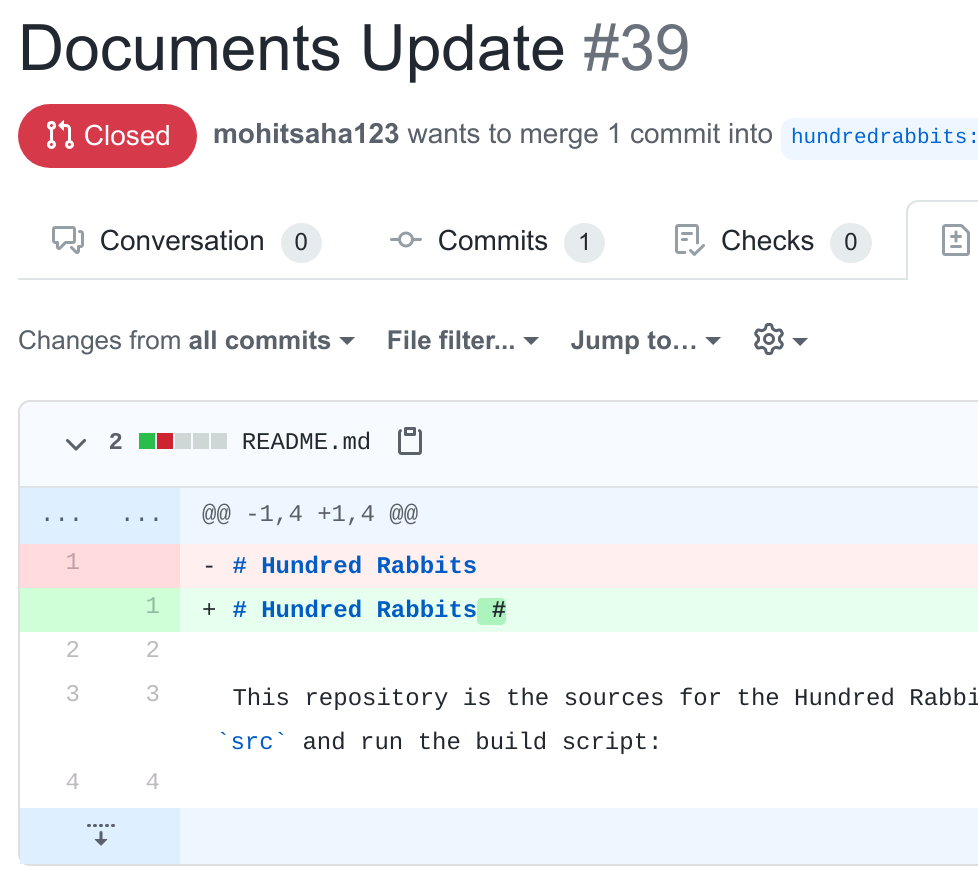 Documents Update #39
Closed mohitsaha123 wants to merge 1 commit into hundredrabbits:
Conversation 0 Commits 1 Checks 0
Changes from all commits File filter... Jump to...
2 README.md
... ... @@ -1,4 +1,4 @@
1 - # Hundred Rabbits
1 + # Hundred Rabbits #
2 2
3 3 This repository is the sources for the Hundred Rabbi
`src` and run the build script:
4 4